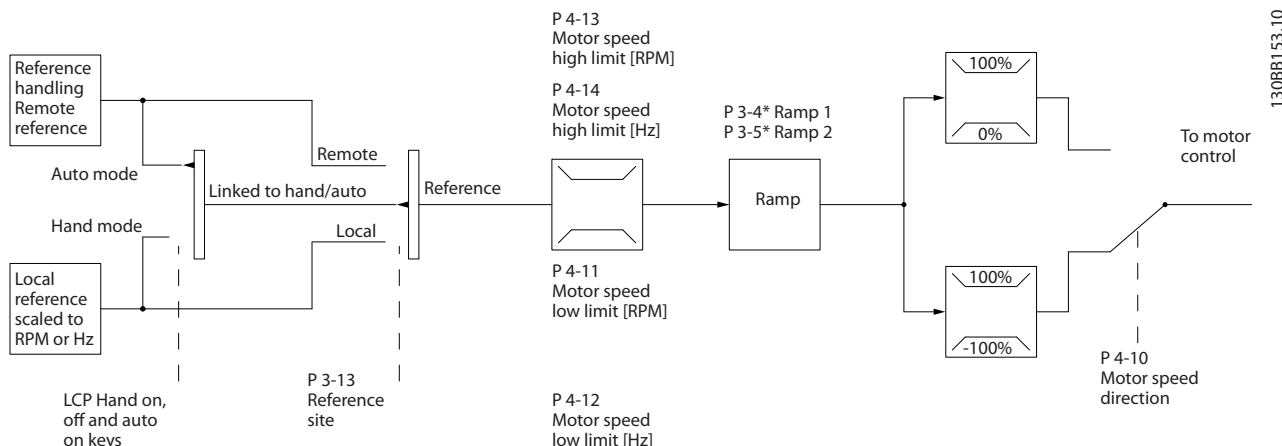 Reference
handling
Remote
reference
Auto mode
Hand mode
Local
reference
scaled to
RPM or Hz
LCP Hand on,
off and auto
on keys
Linked to hand/auto
Remote
Local
P 3-13
Reference
site
Reference
P 4-13
Motor speed
high limit [RPM]
P 4-14
Motor speed
high limit [Hz]
P 4-11
Motor speed
low limit [RPM]
P 4-12
Motor speed
low limit [Hz]
P 3-4* Ramp 1
P 3-5* Ramp 2
Ramp
100%
0%
100%
-100%
To motor
control
P 4-10
Motor speed
direction
130BB153.10